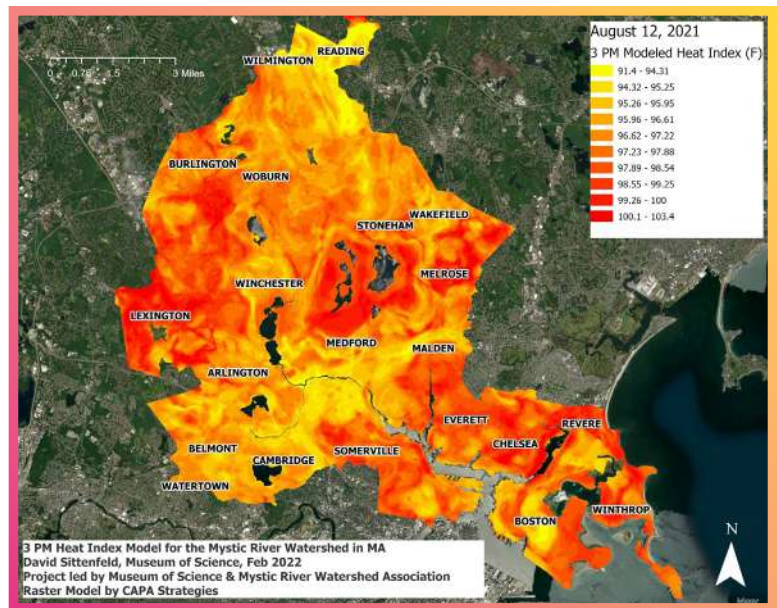 August 12, 2021
3 PM Modeled Heat Index (F)
91.4 - 94.31
94.32 - 95.25
95.26 - 95.95
95.96 - 96.61
96.62 - 97.22
97.23 - 97.88
97.89 - 98.54
98.55 - 99.25
99.26 - 100
100.1 - 103.4
0 0.75 1.5 3 Miles
READING
WILMINGTON
BURLINGTON
WOBURN
WAKEFIELD
STONEHAM
MELROSE
WINCHESTER
LEXINGTON
MEDFORD
MALDEN
ARLINGTON
EVERETT
REVERE
CHELSEA
BELMONT
SOMERVILLE
CAMBRIDGE
WATERTOWN
WINTHROP
BOSTON
N
3 PM Heat Index Model for the Mystic River Watershed in MA
David Sittenfeld, Museum of Science, Feb 2022
Project led by Museum of Science & Mystic River Watershed Association
Raster Model by CAPA Strategies